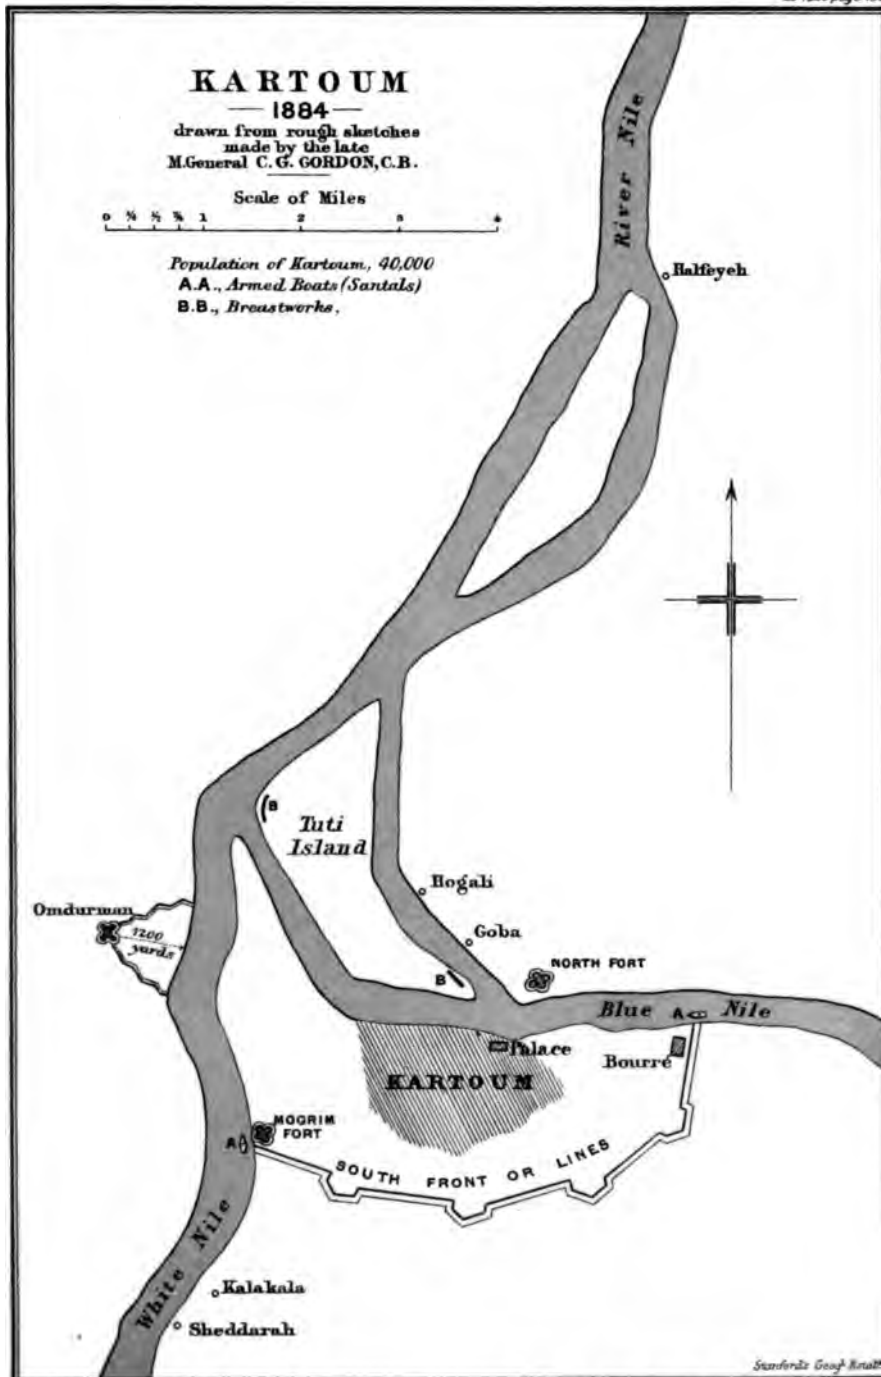 KARTOUM
1884
drawn from rough sketches
made by the late
M.General C. G. GORDON, C.B.
Scale of Miles
0 ¼ ½ ¾ 1 2 3 4
Population of Kartoum, 40,000
A.A., Armed Boats (Santals)
B.B., Breastworks.
River Nile
Halfeyeh
B
Tuti
Island
Hogali
Omdurman
1200
yards
Goba
NORTH FORT
B
Blue Nile
A
Palace
Bourré
KARTOUM
MOGRIM
FORT
A
SOUTH FRONT OR LINES
White Nile
Kalakala
Sheddarah
Stanford's Geog.l